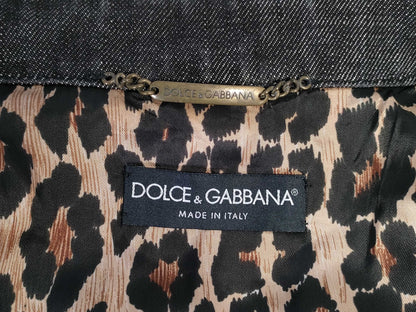 DOLCE & GABBANA
DOLCE & GABBANA®
MADE IN ITALY